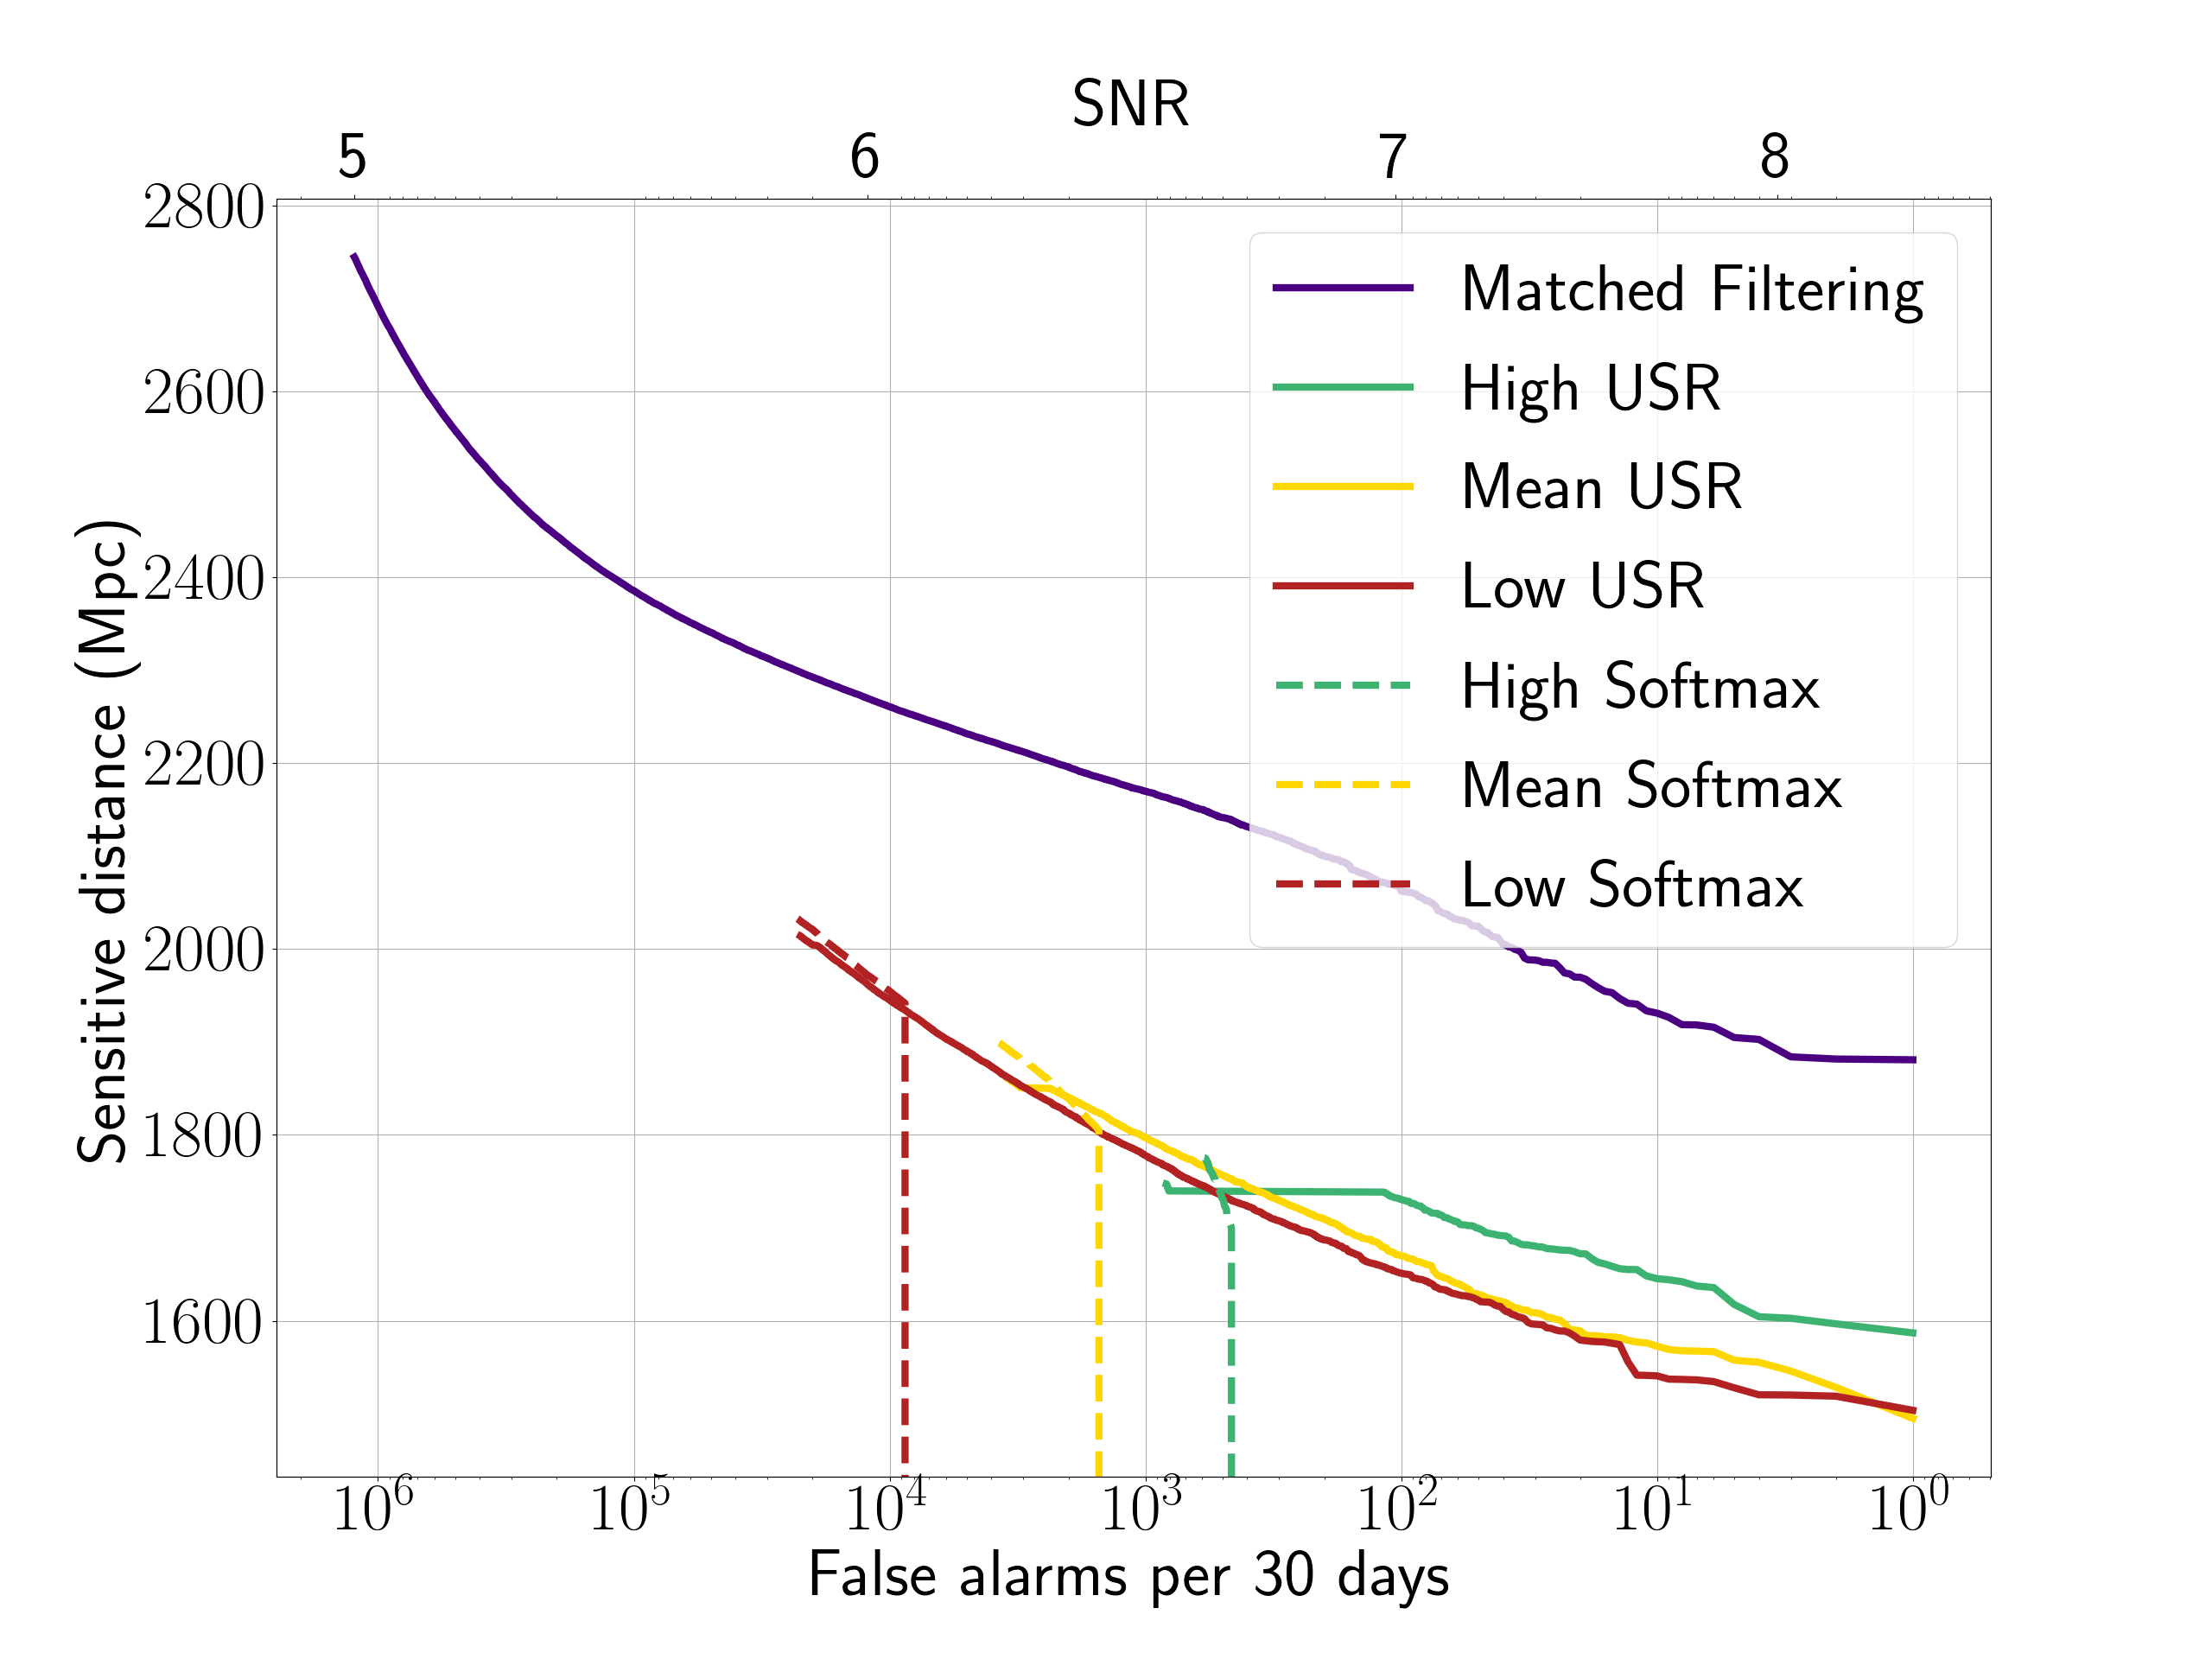 SNR
5 6 7 8
2800
2600
2400
2200
2000
1800
1600
Sensitive distance (Mpc)
Matched Filtering
High USR
Mean USR
Low USR
High Softmax
Mean Softmax
Low Softmax
10^6 10^5 10^4 10^3 10^2 10^1 10^0
False alarms per 30 days